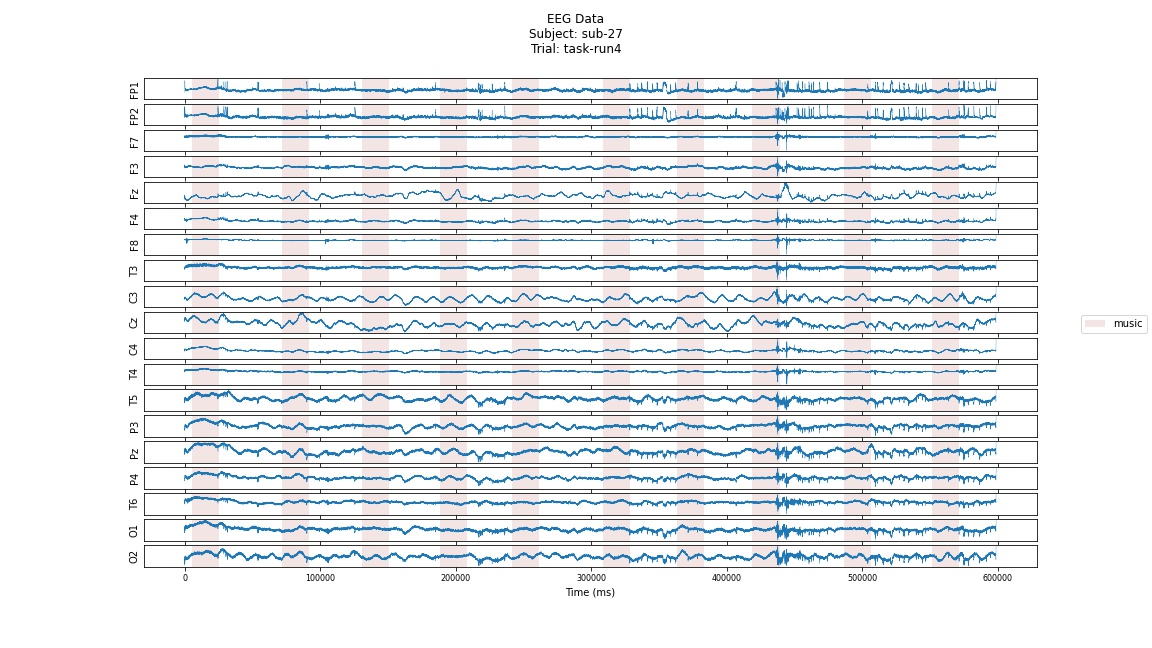 EEG Data
Subject: sub-27
Trial: task-run4
FP1
FP2
F7
F3
Fz
F4
F8
T3
C3
Cz
C4
T4
T5
P3
Pz
P4
T6
O1
O2
music
0 100000 200000 300000 400000 500000 600000
Time (ms)